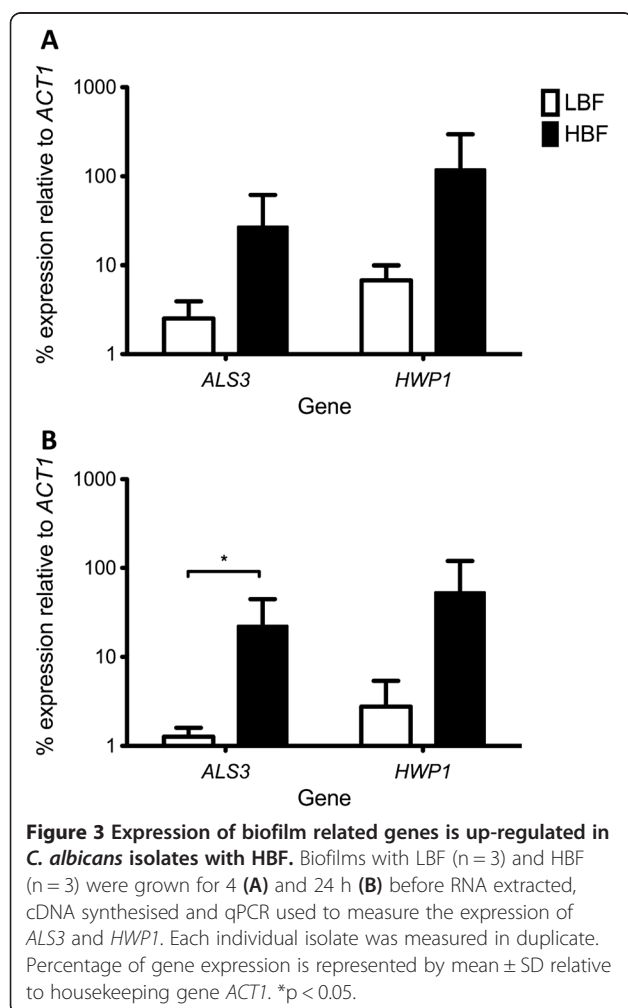 A
% expression relative to ACT1
1000
100
10
1
LBF
HBF
ALS3
HWP1
Gene
B
% expression relative to ACT1
1000
100
10
1
*
ALS3
HWP1
Gene
Figure 3 Expression of biofilm related genes is up-regulated in
C. albicans isolates with HBF. Biofilms with LBF (n = 3) and HBF
(n = 3) were grown for 4 (A) and 24 h (B) before RNA extracted,
cDNA synthesised and qPCR used to measure the expression of
ALS3 and HWP1. Each individual isolate was measured in duplicate.
Percentage of gene expression is represented by mean ± SD relative
to housekeeping gene ACT1. *p < 0.05.